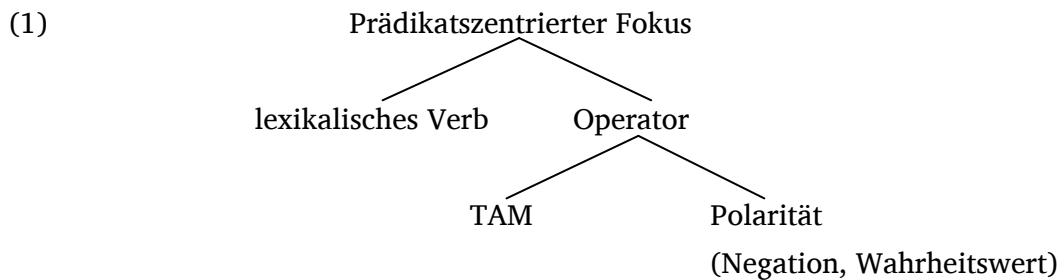 (1) Prädikatszentrierter Fokus
lexikalisches Verb Operator
TAM Polarität
(Negation, Wahrheitswert)